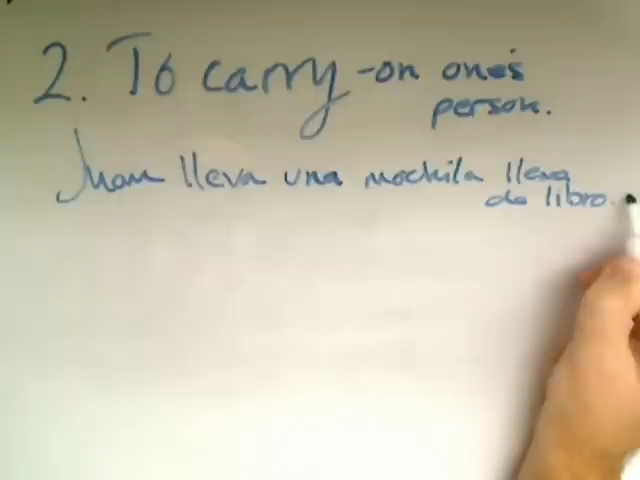 2. To carry -on one's
person.
Juan lleva una mochila llena
de libro